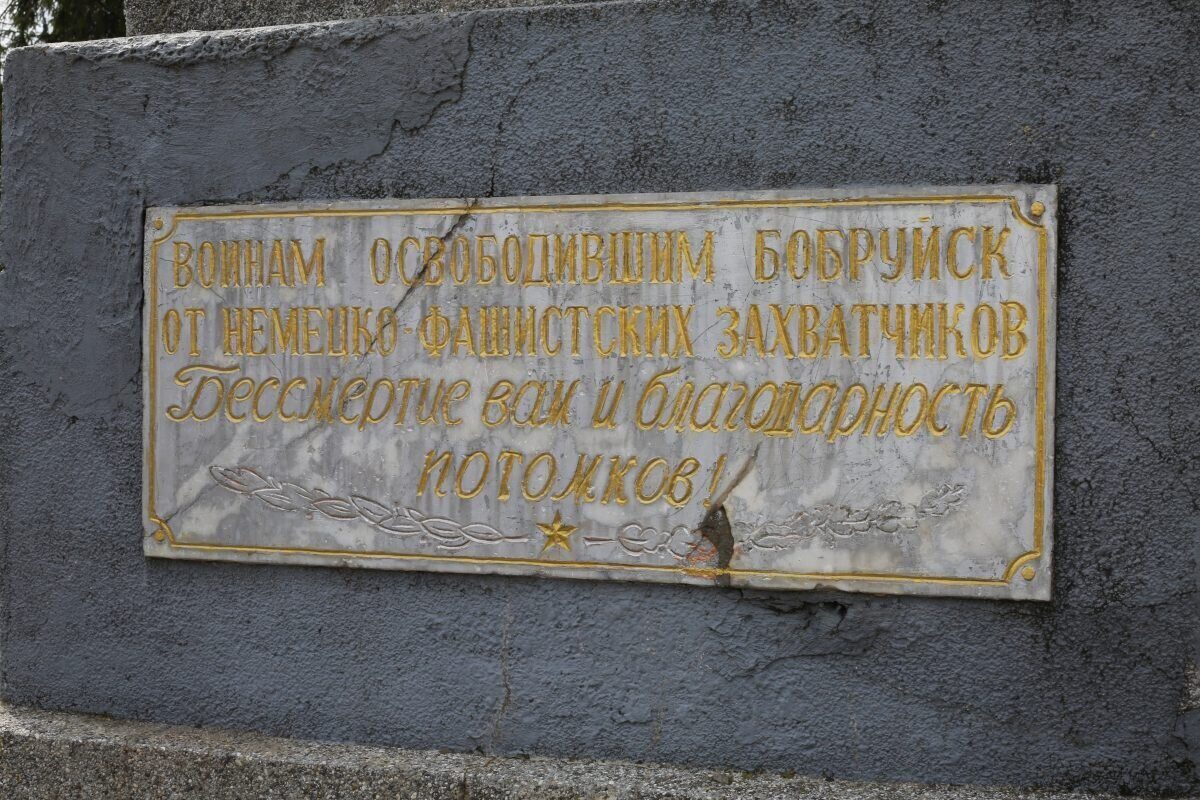 ВОИНАМ ОСВОБОДИВШИМ БОБРУЙСК
ОТ НЕМЕЦКО-ФАШИСТСКИХ ЗАХВАТЧИКОВ
Бессмертие вам и благодарность
потомков!